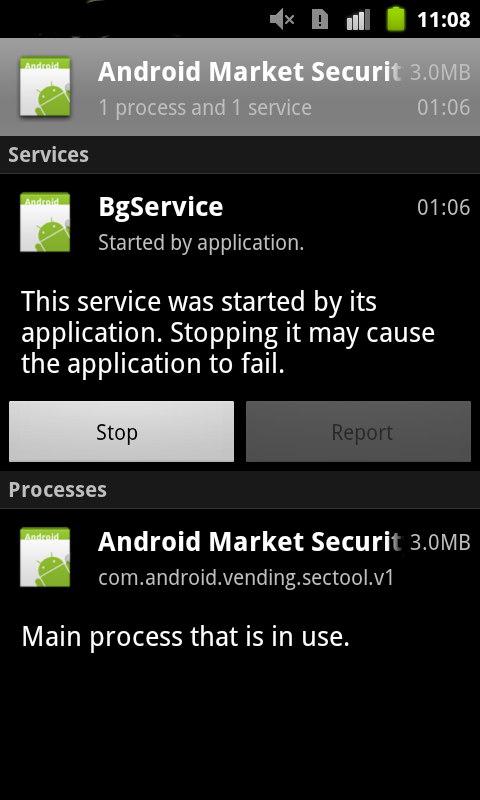 11:08
Android
Android Market Securit 3.0MB
1 process and 1 service 01:06
Services
Android
BgService 01:06
Started by application.
This service was started by its
application. Stopping it may cause
the application to fail.
Stop Report
Processes
Android
Android Market Securit 3.0MB
com.android.vending.sectool.v1
Main process that is in use.